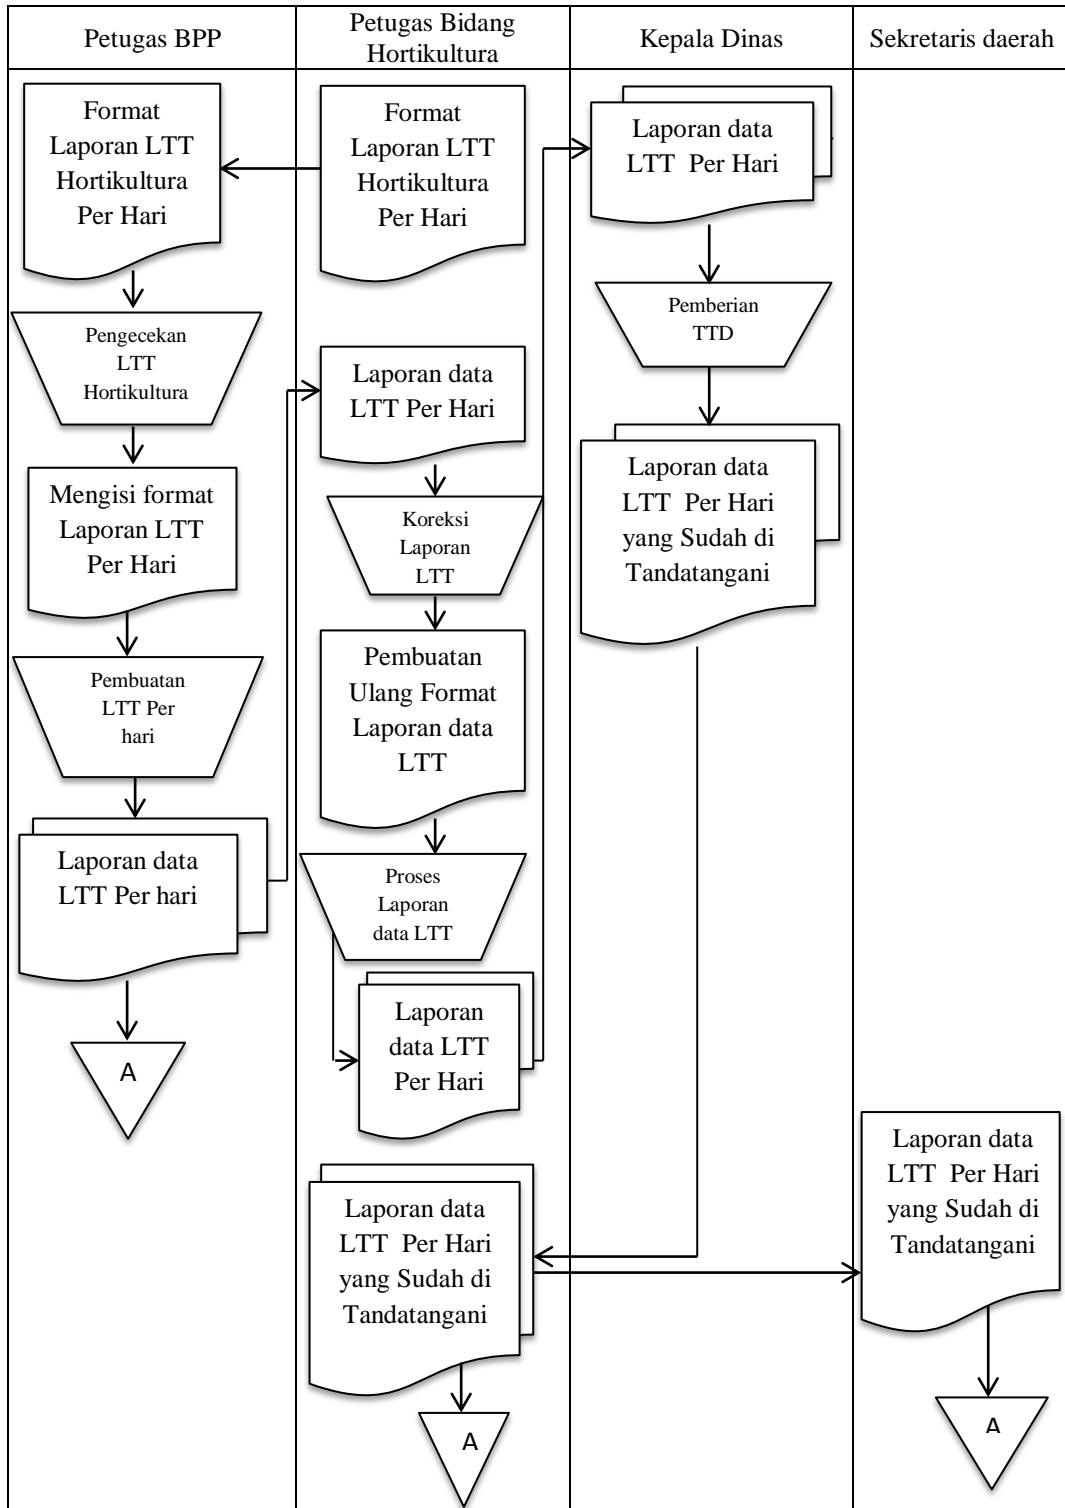 Petugas BPP
Petugas Bidang
Hortikultura
Kepala Dinas
Sekretaris daerah
Format
Laporan LTT
Hortikultura
Per Hari
Pengecekan
LTT
Hortikultura
Mengisi format
Laporan LTT
Per Hari
Pembuatan
LTT Per
hari
Laporan data
LTT Per hari
A
Format
Laporan LTT
Hortikultura
Per Hari
Laporan data
LTT Per Hari
Koreksi
Laporan
LTT
Pembuatan
Ulang Format
Laporan data
LTT
Proses
Laporan
data LTT
Laporan
data LTT
Per Hari
Laporan data
LTT Per Hari
yang Sudah di
Tandatangani
A
Laporan data
LTT Per Hari
Pemberian
TTD
Laporan data
LTT Per Hari
yang Sudah di
Tandatangani
Laporan data
LTT Per Hari
yang Sudah di
Tandatangani
A